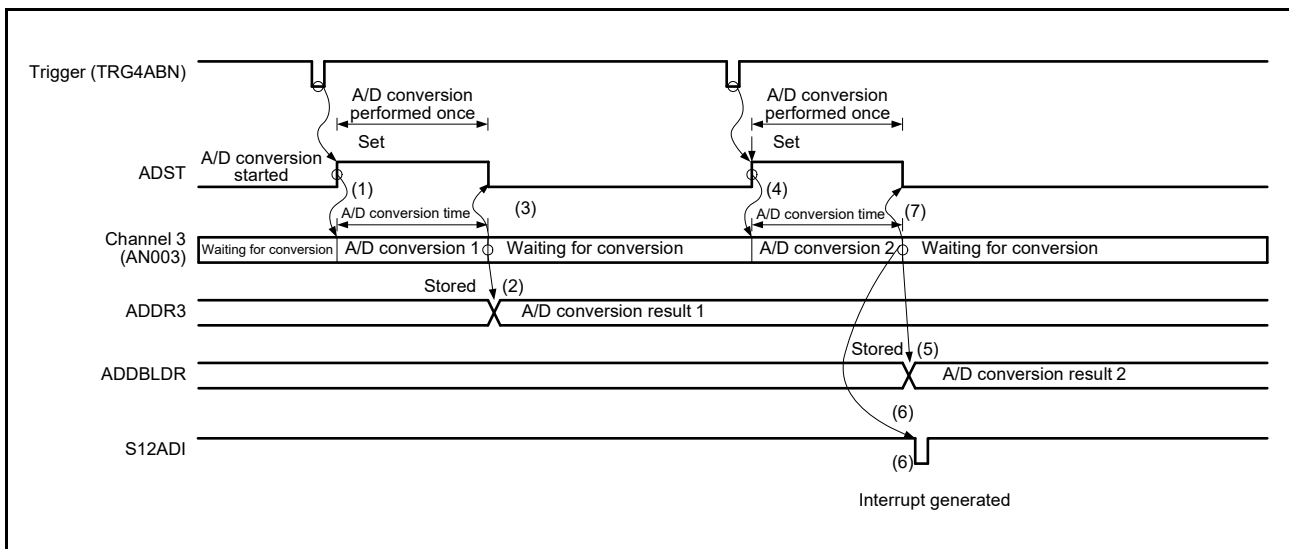 Trigger (TRG4ABN)
A/D conversion
performed once
A/D conversion
performed once
Set
Set
A/D conversion
started
ADST
(1)
(3)
(4)
(7)
A/D conversion time
A/D conversion time
Channel 3
(AN003)
Waiting for conversion
A/D conversion 1
Waiting for conversion
A/D conversion 2
Waiting for conversion
Stored
(2)
ADDR3
A/D conversion result 1
Stored
(5)
ADDBLDR
A/D conversion result 2
(6)
S12ADI
(6)
Interrupt generated